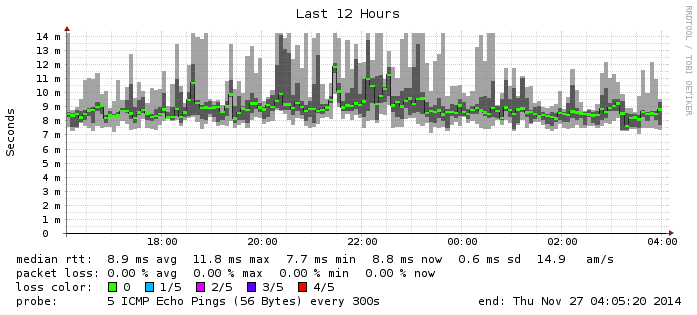 Last 12 Hours
RRDTOOL / TOBI OETIKER
Seconds
14 m
13 m
12 m
11 m
10 m
9 m
8 m
7 m
6 m
5 m
4 m
3 m
2 m
1 m
0
18:00 20:00 22:00 00:00 02:00 04:00
median rtt: 8.9 ms avg 11.8 ms max 7.7 ms min 8.8 ms now 0.6 ms sd 14.9 am/s
packet loss: 0.00 % avg 0.00 % max 0.00 % min 0.00 % now
loss color: 0 1/5 2/5 3/5 4/5
probe: 5 ICMP Echo Pings (56 Bytes) every 300s end: Thu Nov 27 04:05:20 2014